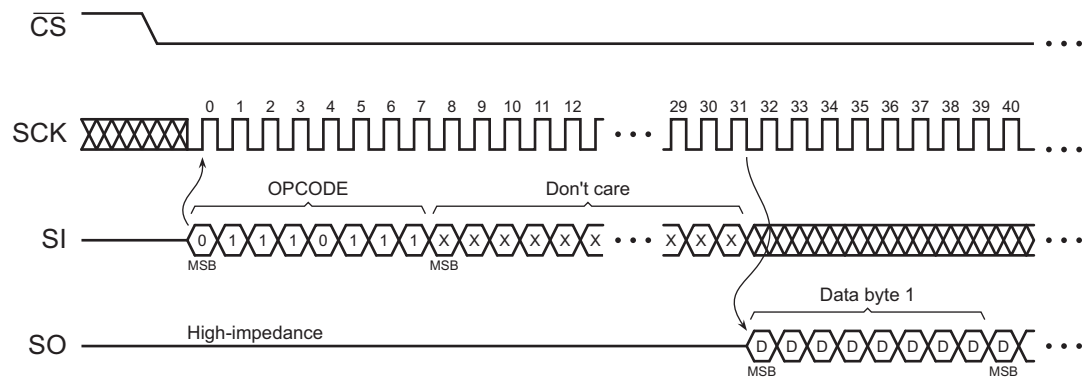 CS
0 1 2 3 4 5 6 7 8 9 10 11 12 29 30 31 32 33 34 35 36 37 38 39 40
SCK
OPCODE Don't care
SI 0 1 1 1 0 1 1 1 X X X X X X X X X
MSB MSB
Data byte 1
High-impedance
SO D D D D D D D D D
MSB MSB